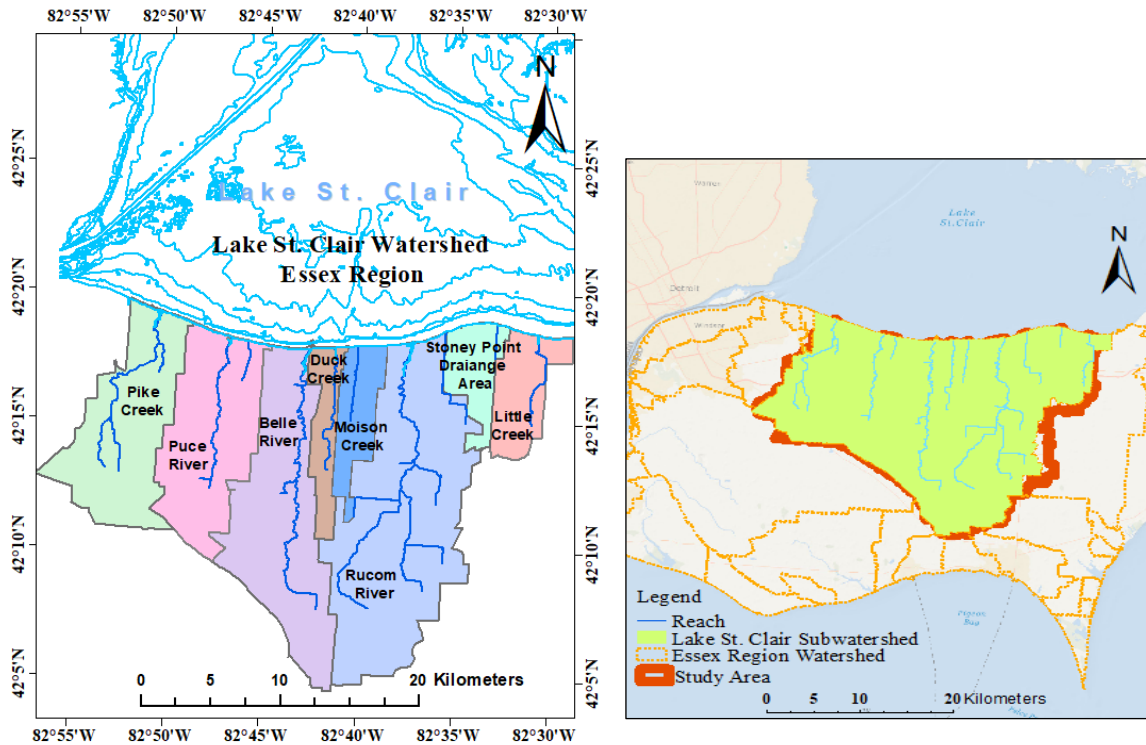 82°50'W 82°45'W 82°40'W 82°35'W 82°30'W
N
42°25'N
42°25'N
Lake St. Clair
Lake St. Clair Watershed
Essex Region
42°20'N
42°20'N
Duck
Creek
Stoney Point
Draiange
Area
Pike
Creek
Puce
River
Belle
River
Moison
Creek
Little
Creek
42°15'N
42°15'N
42°10'N
42°10'N
Rucom
River
42°5'N
42°5'N
0 5 10 20 Kilometers
82°55'W 82°50'W 82°45'W 82°40'W 82°35'W 82°30'W
Warren
Lake
St. Clair
N
Detroit
Windsor
Pigeon
Bay
Legend
Reach
Lake St. Clair Subwatershed
Essex Region Watershed
Study Area
0 5 10 20 Kilometers